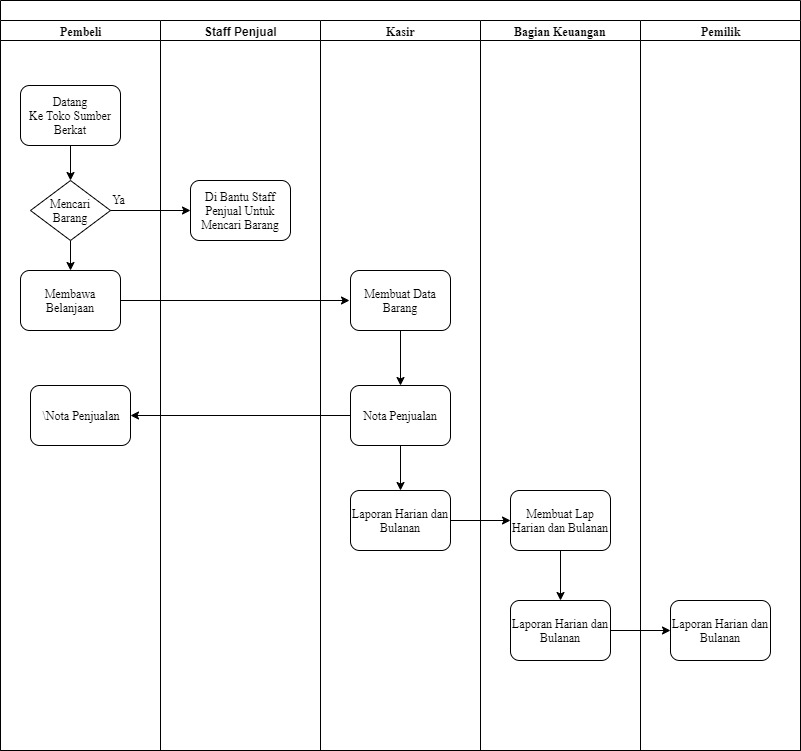 Pembeli
Staff Penjual
Kasir
Bagian Keuangan
Pemilik
Datang
Ke Toko Sumber
Berkat
Mencari
Barang
Ya
Di Bantu Staff
Penjual Untuk
Mencari Barang
Membawa
Belanjaan
Membuat Data
Barang
\Nota Penjualan
Nota Penjualan
Laporan Harian dan
Bulanan
Membuat Lap
Harian dan Bulanan
Laporan Harian dan
Bulanan
Laporan Harian dan
Bulanan